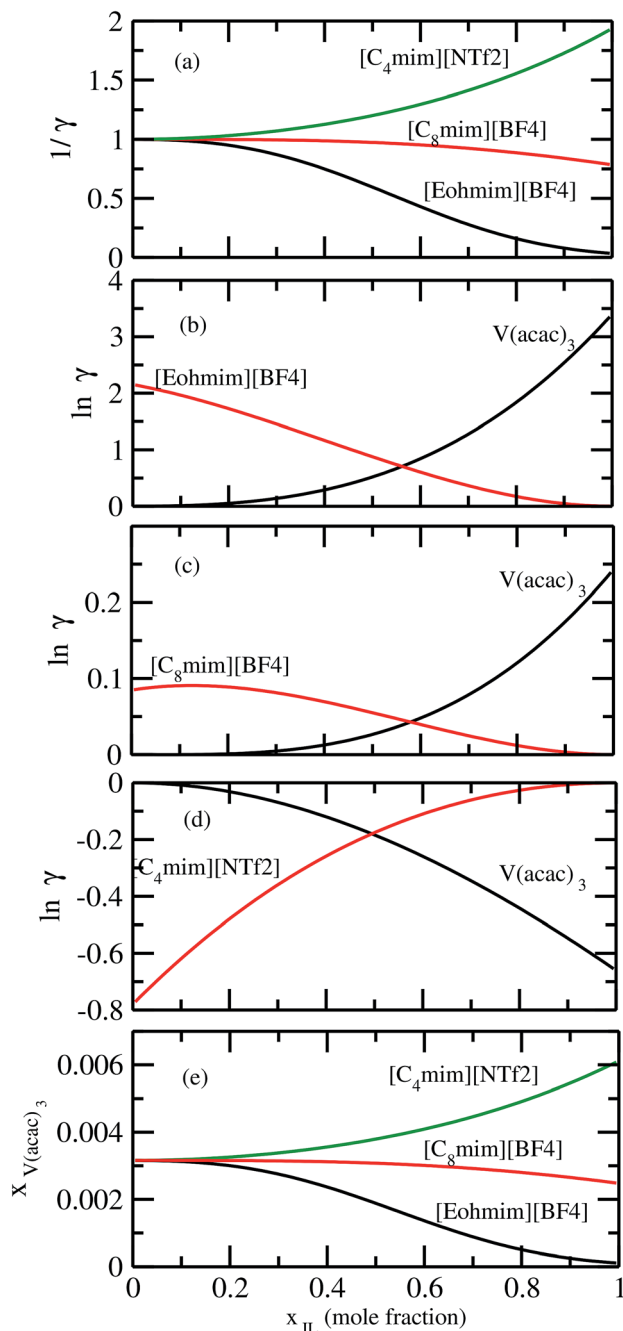 2
(a)
[C₄mim][NTf2]
1.5
[C₈mim][BF4]
1/γ
1
[Eohmim][BF4]
0.5
0
4
(b)
V(acac)₃
3
[Eohmim][BF4]
ln γ
2
1
0
(c)
V(acac)₃
0.2
[C₈mim][BF4]
ln γ
0.1
0
0
(d)
-0.2
[C₄mim][NTf2]
V(acac)₃
ln γ
-0.4
-0.6
-0.8
0.006
(e)
[C₄mim][NTf2]
x V(acac)₃
0.004
[C₈mim][BF4]
0.002
[Eohmim][BF4]
0
0 0.2 0.4 0.6 0.8 1
x_IL (mole fraction)